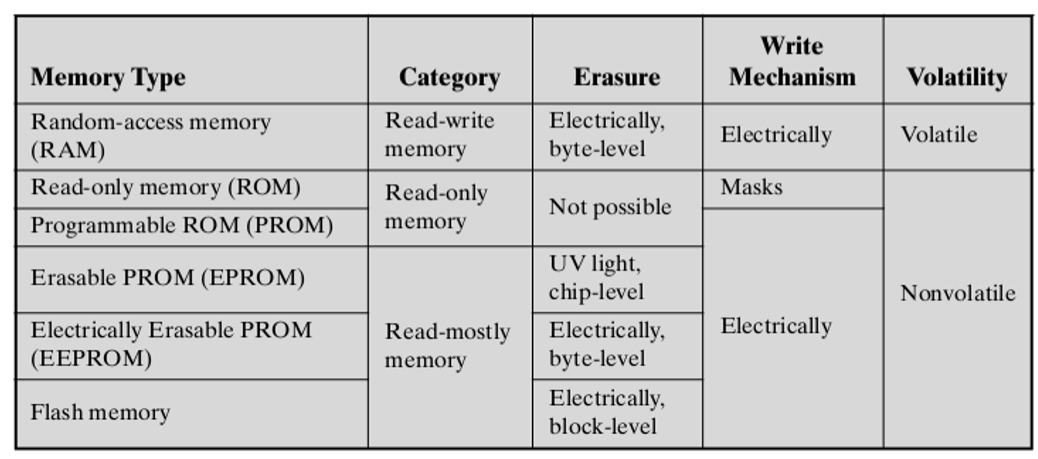 Memory Type Category Erasure Write Mechanism Volatility
Random-access memory (RAM) Read-write memory Electrically, byte-level Electrically Volatile
Read-only memory (ROM) Read-only memory Not possible Masks Nonvolatile
Programmable ROM (PROM) Electrically
Erasable PROM (EPROM) Read-mostly memory UV light, chip-level
Electrically Erasable PROM (EEPROM) Electrically, byte-level
Flash memory Electrically, block-level